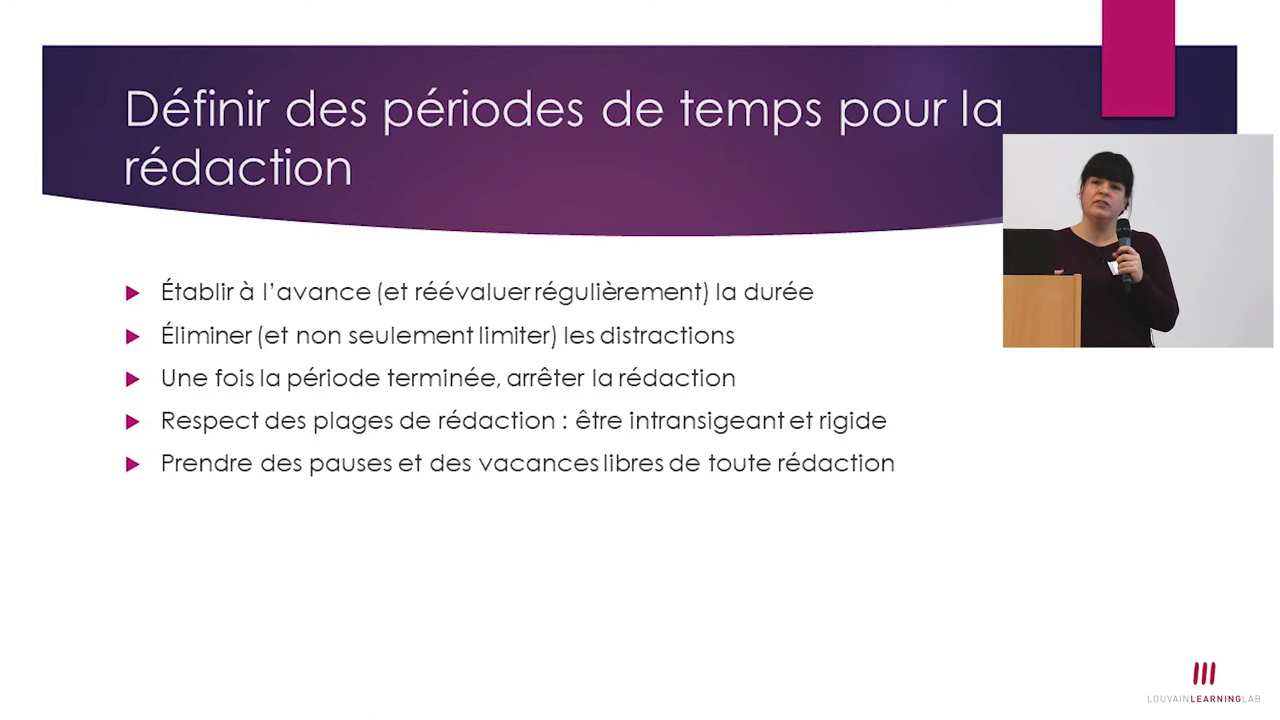 Définir des périodes de temps pour la
rédaction
Établir à l’avance (et réévaluer régulièrement) la durée
Éliminer (et non seulement limiter) les distractions
Une fois la période terminée, arrêter la rédaction
Respect des plages de rédaction : être intransigeant et rigide
Prendre des pauses et des vacances libres de toute rédaction
LOUVAINLEARNINGLAB